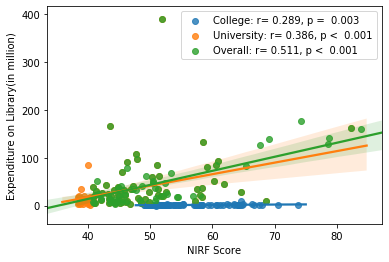 College: r= 0.289, p =  0.003
University: r= 0.386, p <  0.001
Overall: r= 0.511, p <  0.001
Expenditure on Library(in million)
400
300
200
100
0
40
50
60
70
80
NIRF Score